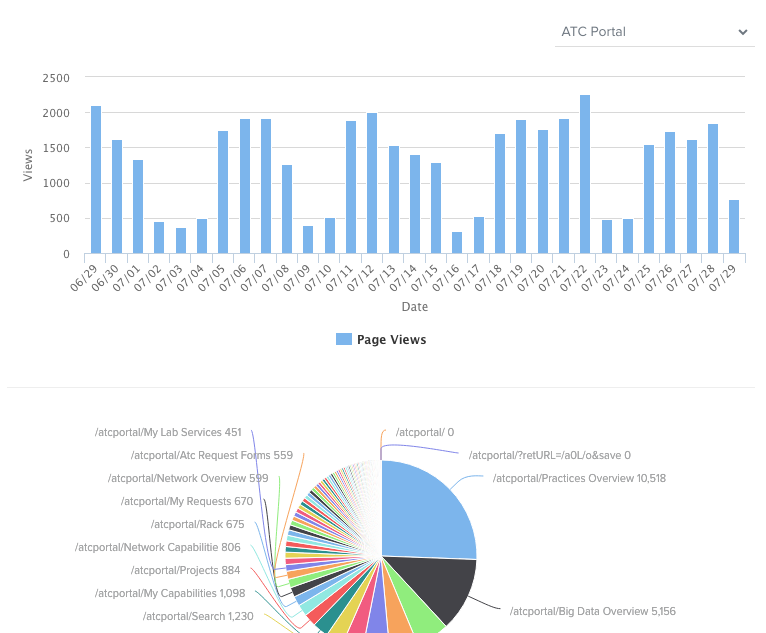 ATC Portal
2500
2000
1500
1000
500
0
Views
06/29
06/30
07/01
07/02
07/03
07/04
07/05
07/06
07/07
07/08
07/09
07/10
07/11
07/12
07/13
07/14
07/15
07/16
07/17
07/18
07/19
07/20
07/21
07/22
07/23
07/24
07/25
07/26
07/27
07/28
07/29
Date
Page Views
/atcportal/My Lab Services 451
/atcportal/ 0
/atcportal/Atc Request Forms 559
/atcportal/?retURL=/a0L/o&save 0
/atcportal/Network Overview 599
/atcportal/Practices Overview 10,518
/atcportal/My Requests 670
/atcportal/Rack 675
/atcportal/Network Capabilitie 806
/atcportal/Projects 884
/atcportal/My Capabilities 1,098
/atcportal/Search 1,230
/atcportal/Big Data Overview 5,156